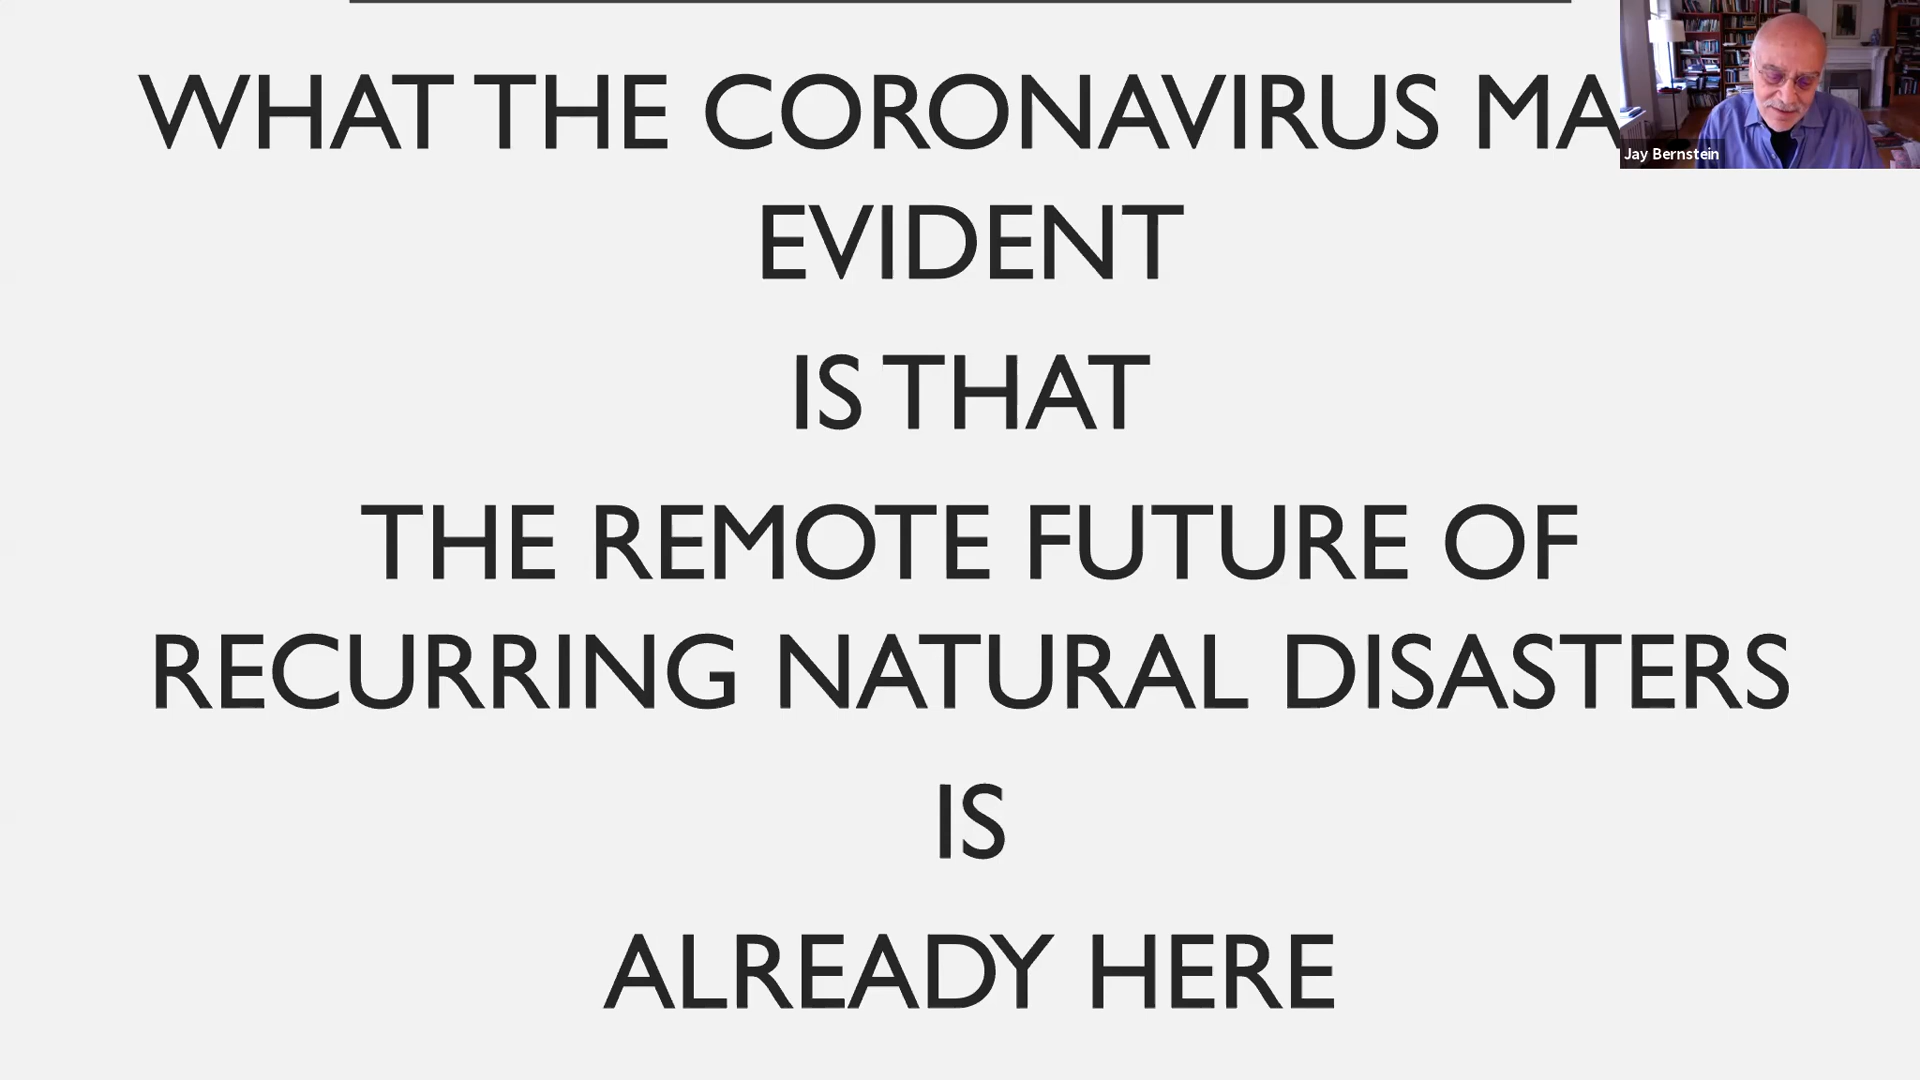 WHAT THE CORONAVIRUS MA
EVIDENT
IS THAT
THE REMOTE FUTURE OF
RECURRING NATURAL DISASTERS
IS
ALREADY HERE
Jay Bernstein